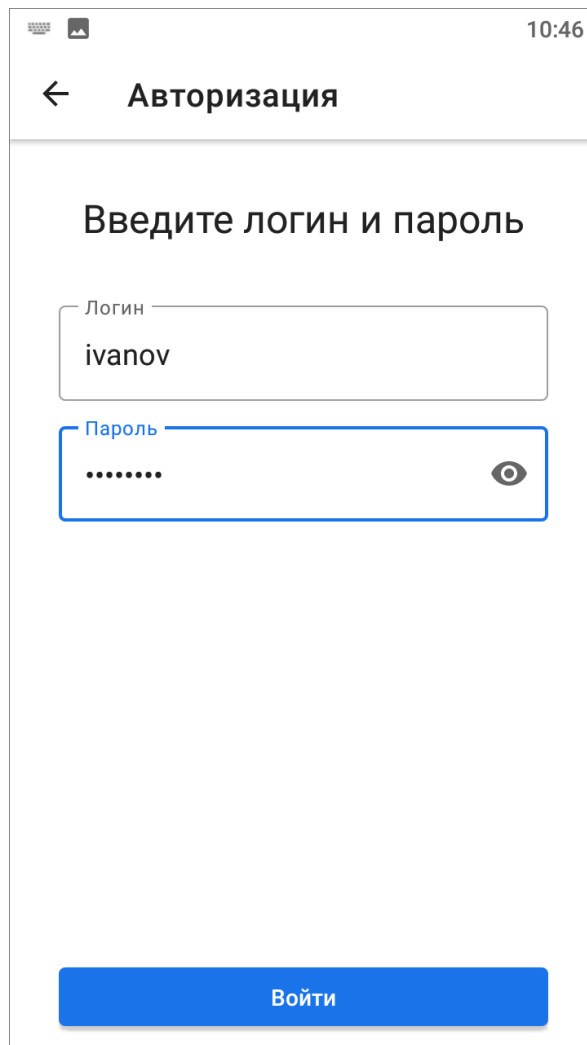 10:46
Авторизация
Введите логин и пароль
Логин
ivanov
Пароль
••••••••
Войти